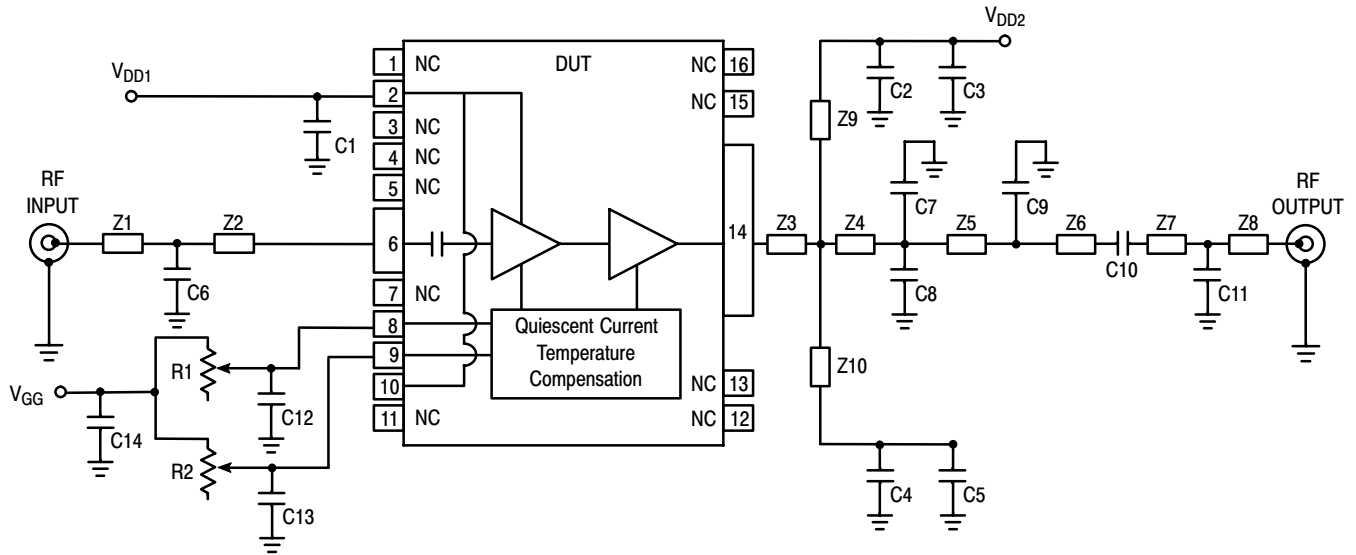 V_DD2
1 NC DUT NC 16
V_DD1
2
C2 C3
NC 15
3 NC
Z9
C1
4 NC
5 NC
RF
INPUT
C7 C9
RF
OUTPUT
Z1 Z2
6
14
Z3 Z4 Z5 Z6 Z7 Z8
C10
C6
C8
C11
7 NC
8
Quiescent Current
Temperature
Compensation
9
R1
Z10
V_GG
10
NC 13
C12
C14
11 NC NC 12
R2
C13
C4 C5